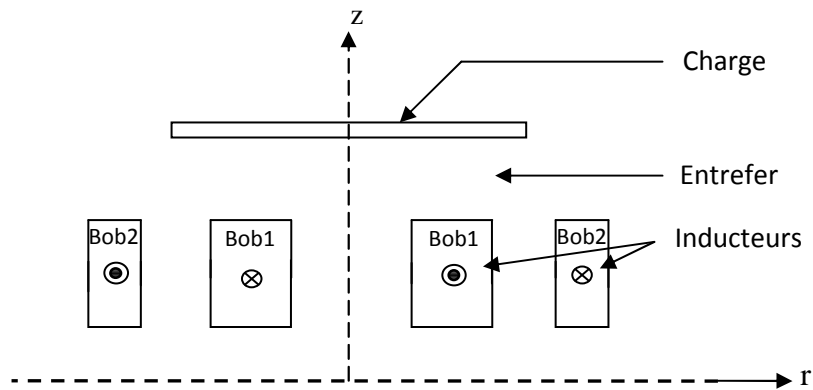 z
Charge
Entrefer
Bob2
Bob1
Bob1
Bob2
Inducteurs
r